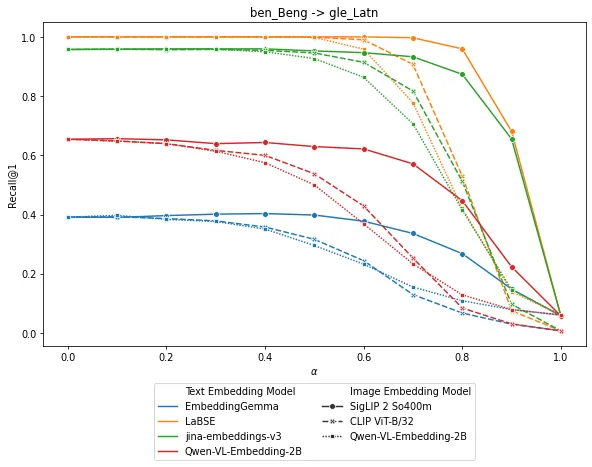 ben_Beng -> gle_Latn
Recall@1
1.0
0.8
0.6
0.4
0.2
0.0
0.0 0.2 0.4 0.6 0.8 1.0
α
Text Embedding Model
EmbeddingGemma
LaBSE
jina-embeddings-v3
Qwen-VL-Embedding-2B
Image Embedding Model
SigLIP 2 So400m
CLIP ViT-B/32
Qwen-VL-Embedding-2B